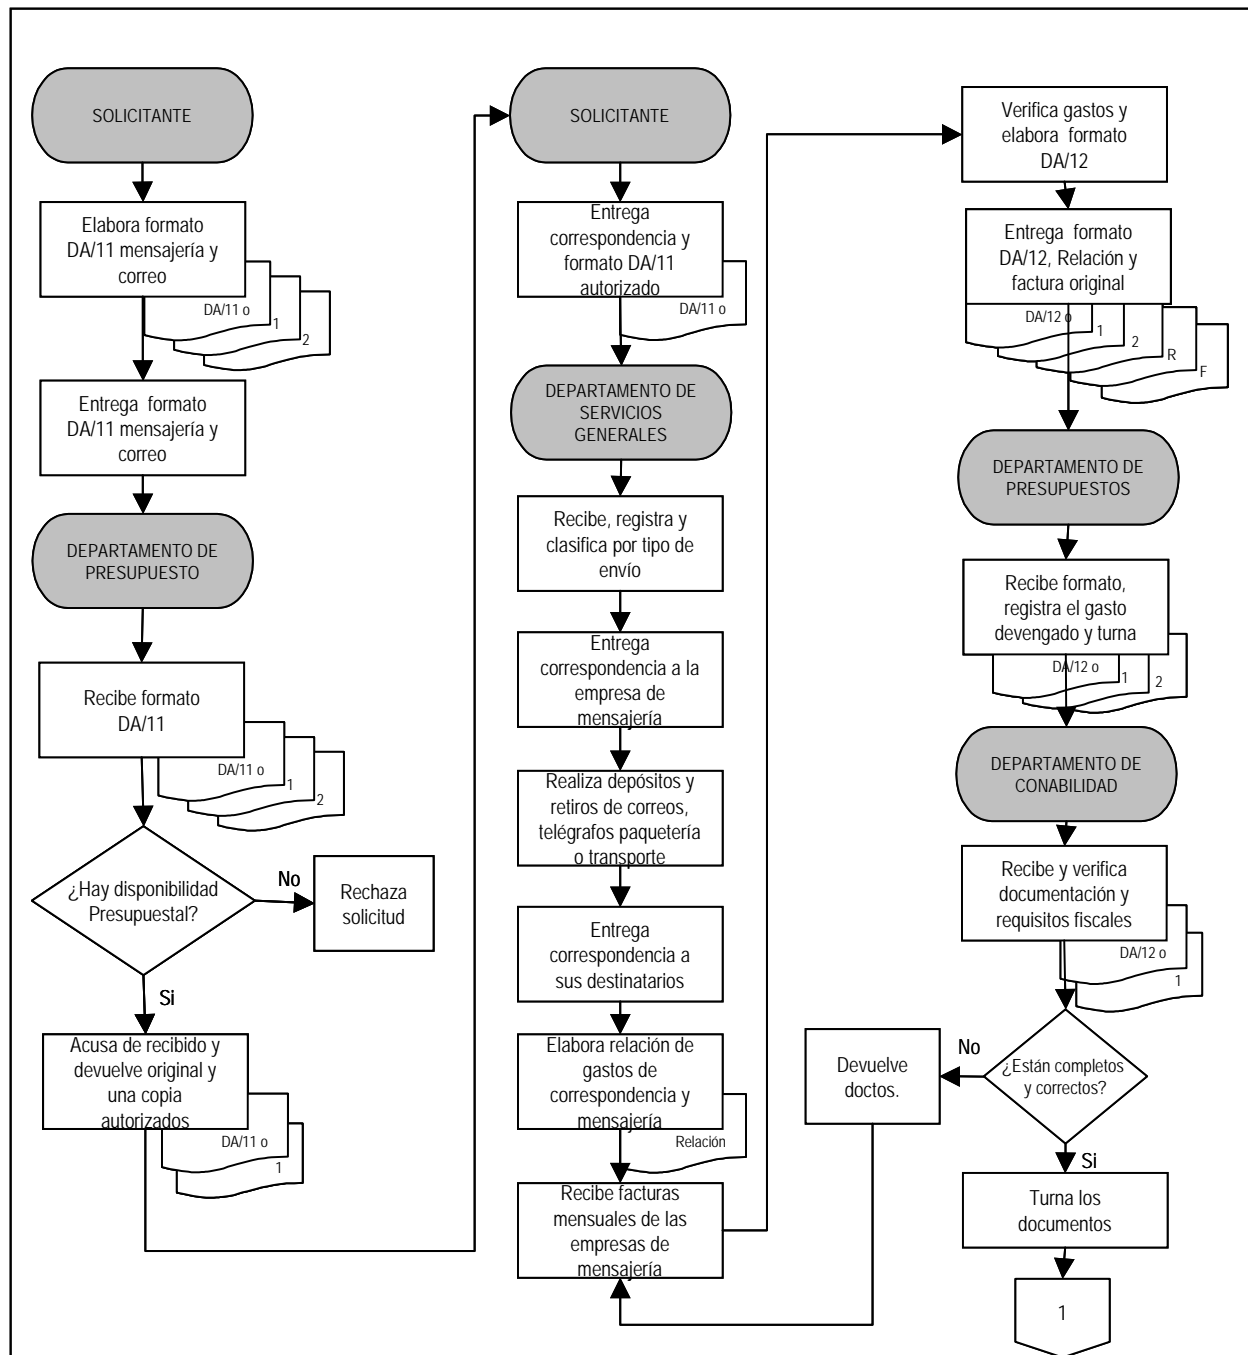 SOLICITANTE
Elabora formato
DA/11 mensajería y
correo
DA/11 o
1
2
Entrega formato
DA/11 mensajería y
correo
DEPARTAMENTO DE
PRESUPUESTO
Recibe formato
DA/11
DA/11 o
1
2
¿Hay disponibilidad
Presupuestal?
No
Rechaza
solicitud
Si
Acusa de recibido y
devuelve original y
una copia
autorizados
DA/11 o
1
SOLICITANTE
Entrega
correspondencia y
formato DA/11
autorizado
DA/11 o
DEPARTAMENTO DE
SERVICIOS
GENERALES
Recibe, registra y
clasifica por tipo de
envío
Entrega
correspondencia a la
empresa de
mensajería
Realiza depósitos y
retiros de correos,
telégrafos paquetería
o transporte
Entrega
correspondencia a
sus destinatarios
Elabora relación de
gastos de
correspondencia y
mensajería
Relación
Recibe facturas
mensuales de las
empresas de
mensajería
Verifica gastos y
elabora formato
DA/12
Entrega formato
DA/12, Relación y
factura original
DA/12 o
1
2
R
F
DEPARTAMENTO DE
PRESUPUESTOS
Recibe formato,
registra el gasto
devengado y turna
DA/12 o
1
2
DEPARTAMENTO DE
CONABILIDAD
Recibe y verifica
documentación y
requisitos fiscales
DA/12 o
1
¿Están completos
y correctos?
No
Devuelve
doctos.
Si
Turna los
documentos
1